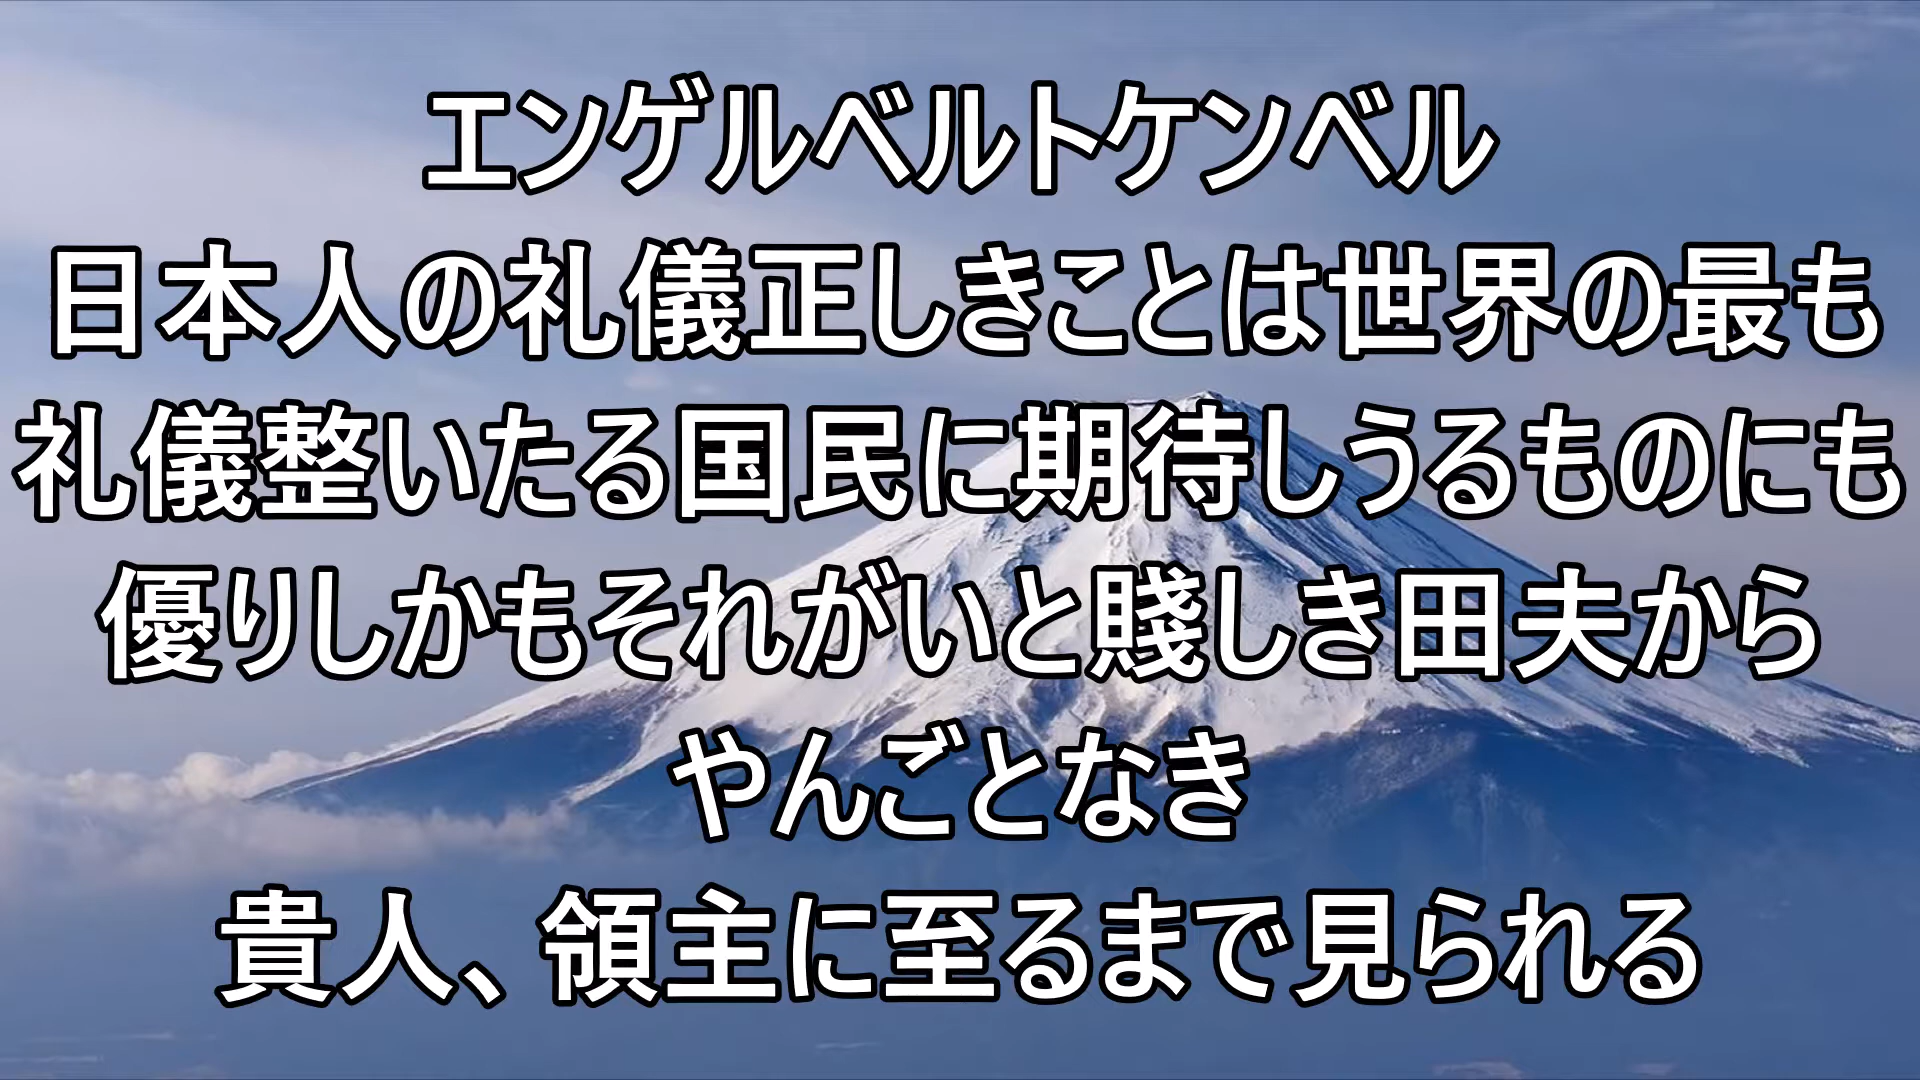 エンゲルベルトケンベル
日本人の礼儀正しきことは世界の最も
礼儀整いたる国民に期待しうるものにも
優りしかもそれがいと賤しき田夫から
やんごとなき
貴人、領主に至るまで見られる